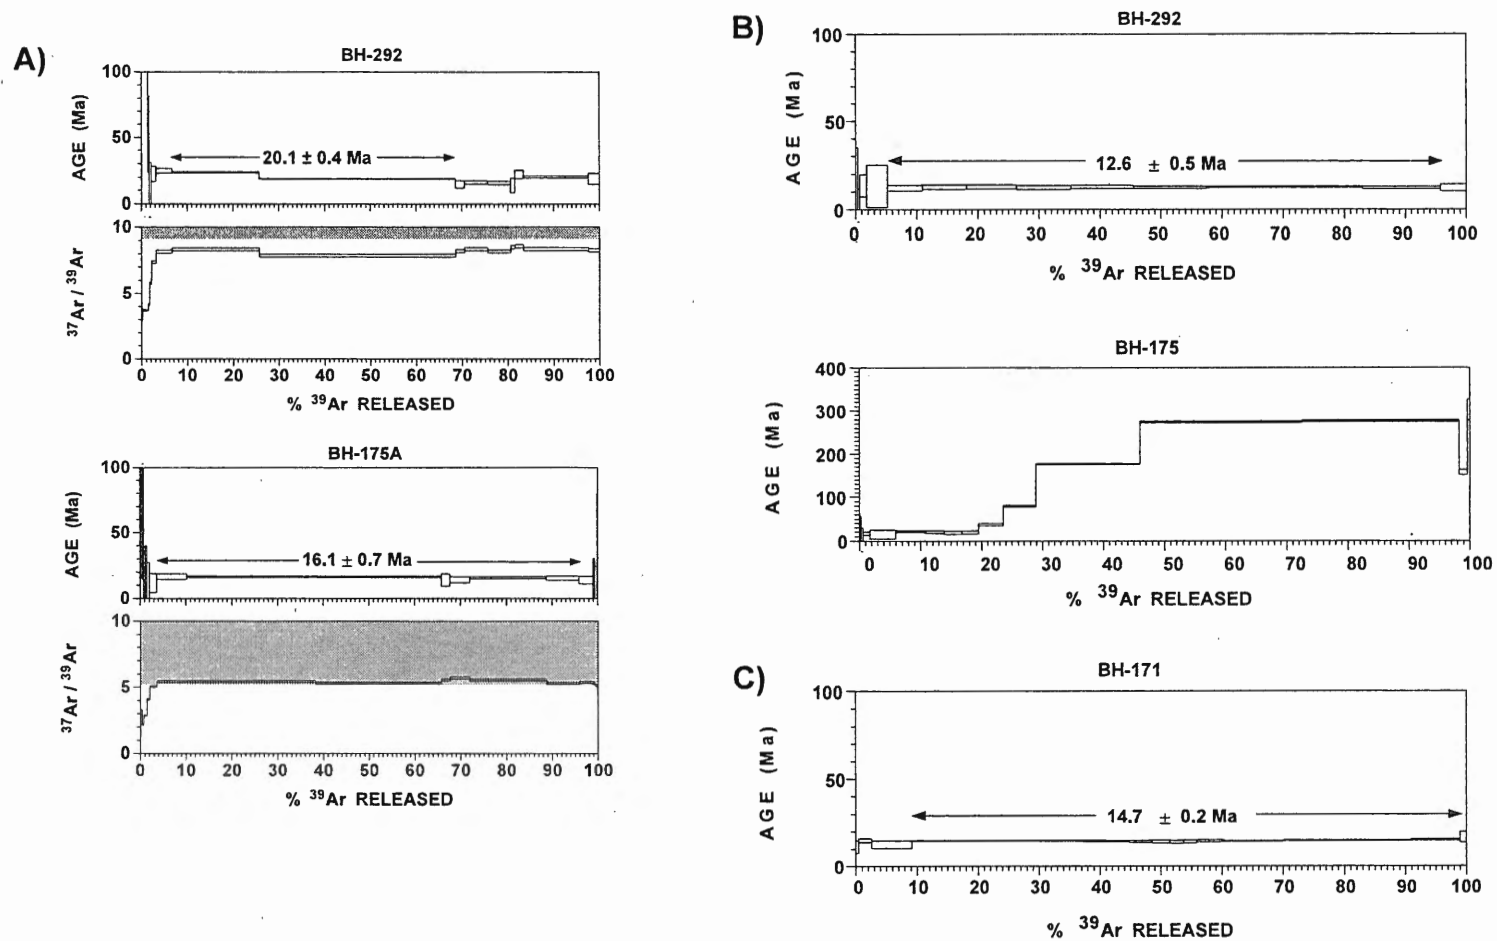 A)
BH-292
AGE (Ma)
100
50
0
20.1 ± 0.4 Ma
37Ar / 39Ar
10
5
0
0 10 20 30 40 50 60 70 80 90 100
% 39Ar RELEASED
BH-175A
AGE (Ma)
100
50
0
16.1 ± 0.7 Ma
37Ar / 39Ar
10
5
0
0 10 20 30 40 50 60 70 80 90 100
% 39Ar RELEASED
B)
BH-292
AGE (Ma)
100
50
0
12.6 ± 0.5 Ma
0 10 20 30 40 50 60 70 80 90 100
% 39Ar RELEASED
BH-175
AGE (Ma)
400
300
200
100
0
0 10 20 30 40 50 60 70 80 90 100
% 39Ar RELEASED
C)
BH-171
AGE (Ma)
100
50
0
14.7 ± 0.2 Ma
0 10 20 30 40 50 60 70 80 90 100
% 39Ar RELEASED